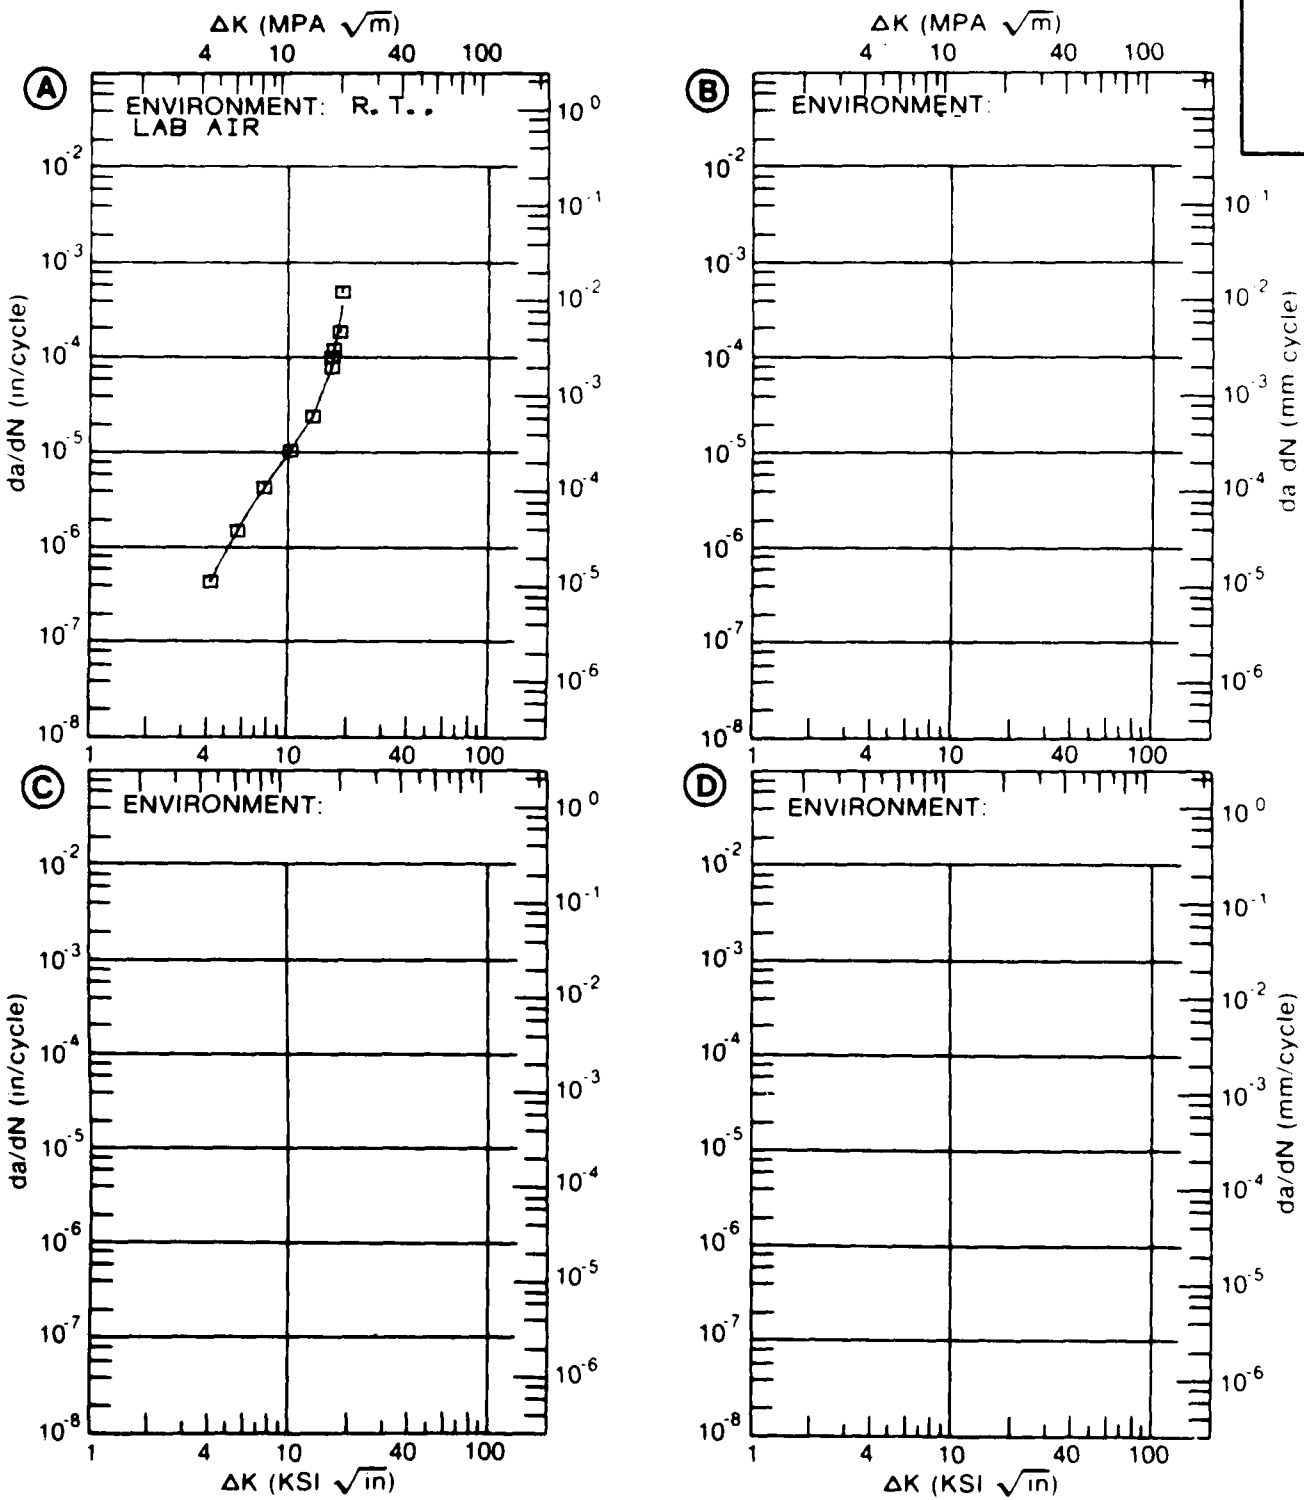 ΔK (MPA √m)
4 10 40 100
A
ENVIRONMENT: R.T.,
LAB AIR
10⁰
10⁻¹
10⁻²
10⁻³
10⁻⁴
10⁻⁵
10⁻⁶
10⁻²
10⁻³
10⁻⁴
10⁻⁵
10⁻⁶
10⁻⁷
10⁻⁸
da/dN (in/cycle)
1 4 10 40 100
ΔK (MPA √m)
4 10 40 100
B
ENVIRONMENT:
10⁻²
10⁻³
10⁻⁴
10⁻⁵
10⁻⁶
10⁻⁷
10⁻⁸
10⁻¹
10⁻²
10⁻³
10⁻⁴
10⁻⁵
10⁻⁶
da dN (mm cycle)
1 4 10 40 100
C
ENVIRONMENT:
10⁰
10⁻¹
10⁻²
10⁻³
10⁻⁴
10⁻⁵
10⁻⁶
10⁻²
10⁻³
10⁻⁴
10⁻⁵
10⁻⁶
10⁻⁷
10⁻⁸
da/dN (in/cycle)
1 4 10 40 100
ΔK (KSI √in)
D
ENVIRONMENT:
10⁻²
10⁻³
10⁻⁴
10⁻⁵
10⁻⁶
10⁻⁷
10⁻⁸
10⁰
10⁻¹
10⁻²
10⁻³
10⁻⁴
10⁻⁵
10⁻⁶
da/dN (mm/cycle)
1 4 10 40 100
ΔK (KSI √in)